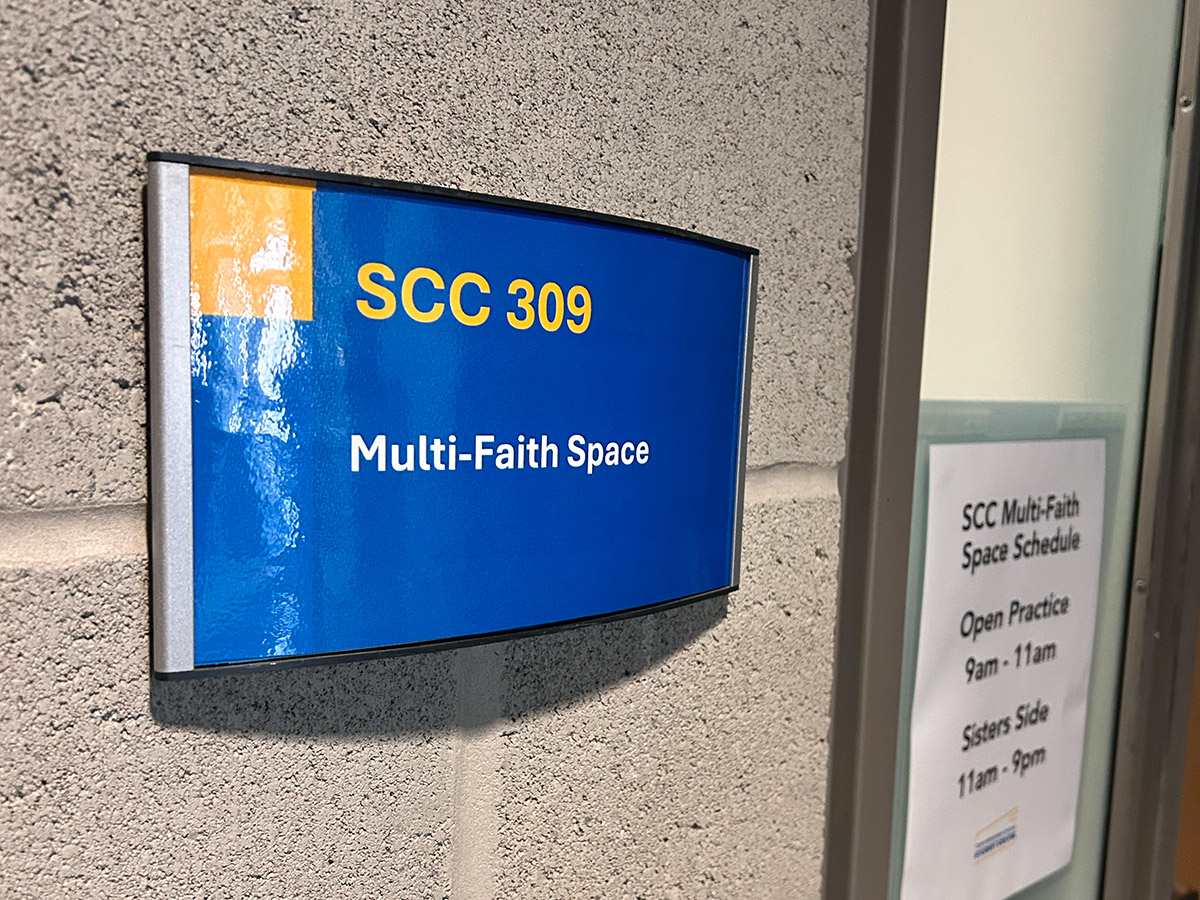 SCC 309
Multi-Faith Space
SCC Multi-Faith
Space Schedule
Open Practice
9am - 11am
Sisters Side
11am - 9pm